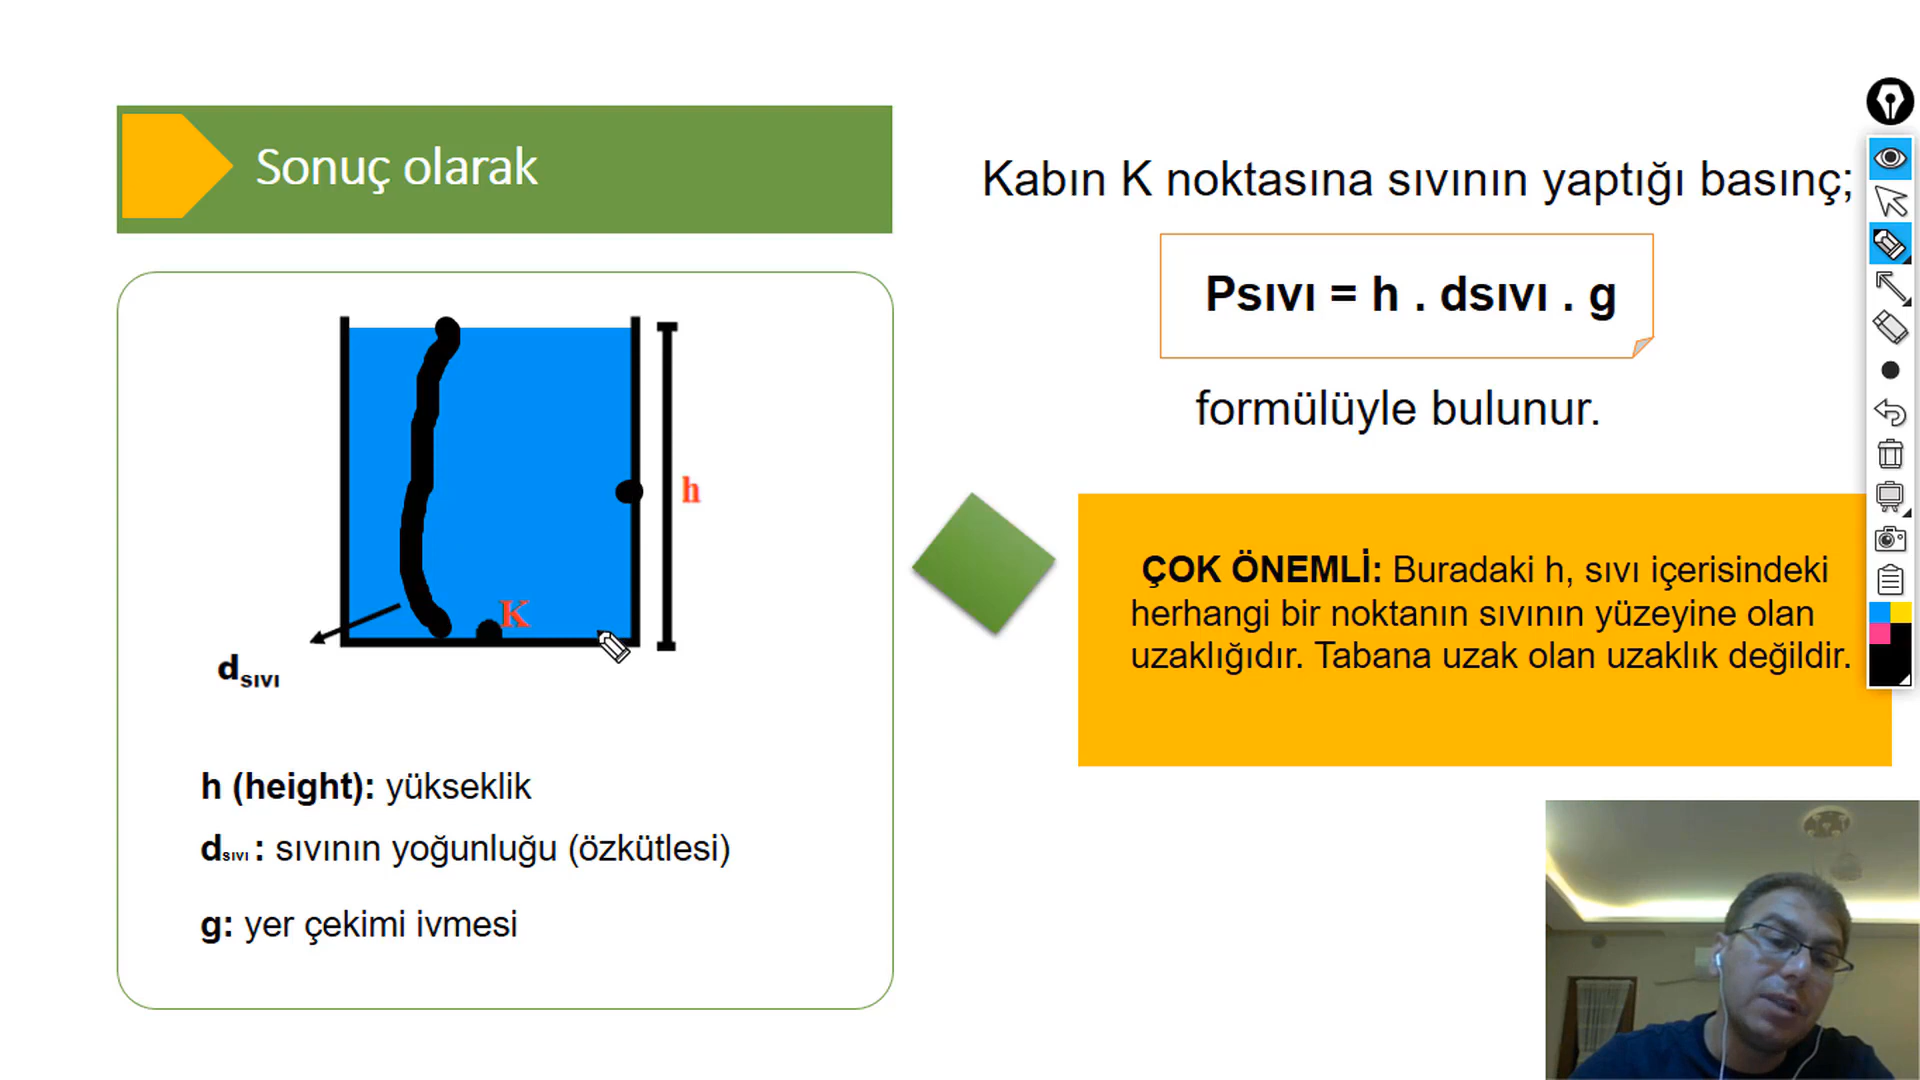 Sonuç olarak
Kabın K noktasına sıvının yaptığı basınç;
Psıvı = h . dsıvı . g
formülüyle bulunur.
h
K
dsıvı
ÇOK ÖNEMLİ: Buradaki h, sıvı içerisindeki
herhangi bir noktanın sıvının yüzeyine olan
uzaklığıdır. Tabana uzak olan uzaklık değildir.
h (height): yükseklik
dsıvı : sıvının yoğunluğu (özkütlesi)
g: yer çekimi ivmesi